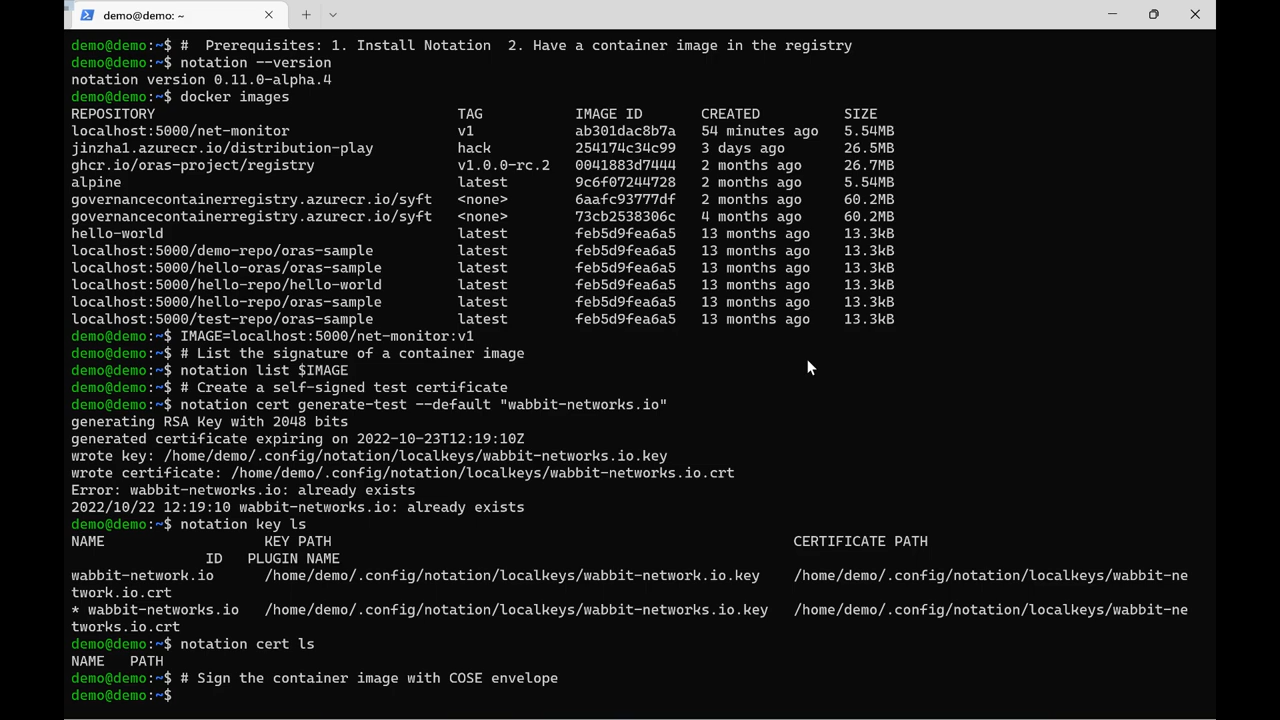 demo@demo: ~
demo@demo:~$ #  Prerequisites: 1. Install Notation  2. Have a container image in the registry
demo@demo:~$ notation --version
notation version 0.11.0-alpha.4
demo@demo:~$ docker images
REPOSITORY                                    TAG           IMAGE ID       CREATED          SIZE
localhost:5000/net-monitor                    v1            ab301dac8b7a   54 minutes ago   5.54MB
jinzha1.azurecr.io/distribution-play          hack          254174c34c99   3 days ago       26.5MB
ghcr.io/oras-project/registry                 v1.0.0-rc.2   0041883d7444   2 months ago     26.7MB
alpine                                        latest        9c6f07244728   2 months ago     5.54MB
governancecontainerregistry.azurecr.io/syft   <none>        6aafc93777df   2 months ago     60.2MB
governancecontainerregistry.azurecr.io/syft   <none>        73cb2538306c   4 months ago     60.2MB
hello-world                                   latest        feb5d9fea6a5   13 months ago    13.3kB
localhost:5000/demo-repo/oras-sample          latest        feb5d9fea6a5   13 months ago    13.3kB
localhost:5000/hello-oras/oras-sample         latest        feb5d9fea6a5   13 months ago    13.3kB
localhost:5000/hello-repo/hello-world         latest        feb5d9fea6a5   13 months ago    13.3kB
localhost:5000/hello-repo/oras-sample         latest        feb5d9fea6a5   13 months ago    13.3kB
localhost:5000/test-repo/oras-sample          latest        feb5d9fea6a5   13 months ago    13.3kB
demo@demo:~$ IMAGE=localhost:5000/net-monitor:v1
demo@demo:~$ # List the signature of a container image
demo@demo:~$ notation list $IMAGE
demo@demo:~$ # Create a self-signed test certificate
demo@demo:~$ notation cert generate-test --default "wabbit-networks.io"
generating RSA Key with 2048 bits
generated certificate expiring on 2022-10-23T12:19:10Z
wrote key: /home/demo/.config/notation/localkeys/wabbit-networks.io.key
wrote certificate: /home/demo/.config/notation/localkeys/wabbit-networks.io.crt
Error: wabbit-networks.io: already exists
2022/10/22 12:19:10 wabbit-networks.io: already exists
demo@demo:~$ notation key ls
NAME                   KEY PATH                                                       CERTIFICATE PATH
                ID   PLUGIN NAME
wabbit-network.io      /home/demo/.config/notation/localkeys/wabbit-network.io.key    /home/demo/.config/notation/localkeys/wabbit-ne
twork.io.crt
* wabbit-networks.io   /home/demo/.config/notation/localkeys/wabbit-networks.io.key   /home/demo/.config/notation/localkeys/wabbit-ne
tworks.io.crt
demo@demo:~$ notation cert ls
NAME   PATH
demo@demo:~$ # Sign the container image with COSE envelope
demo@demo:~$